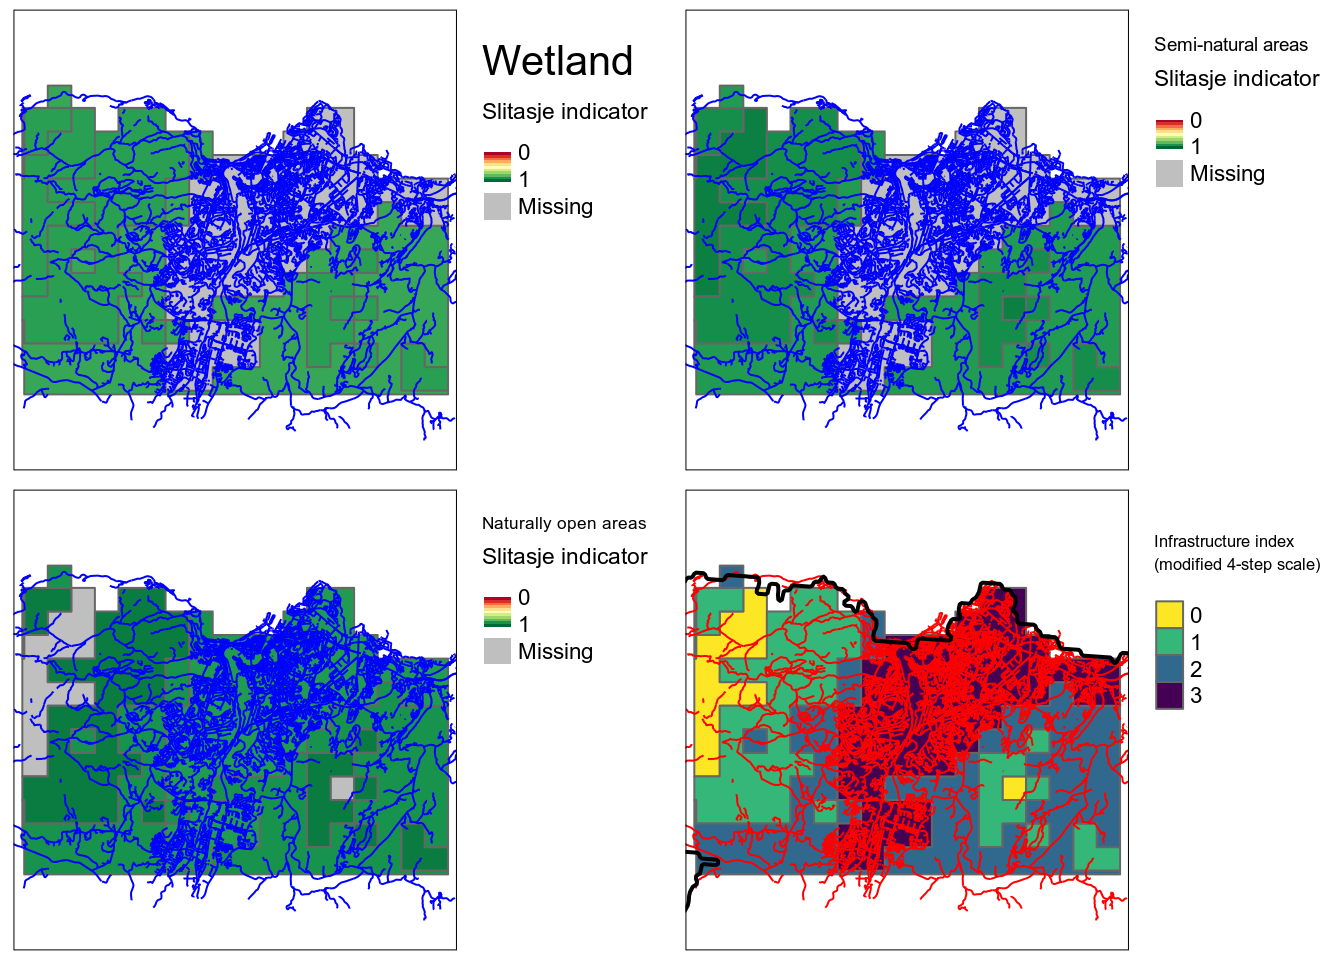 Wetland
Slitasje indicator
0
1
Missing
Semi-natural areas
Slitasje indicator
0
1
Missing
Naturally open areas
Slitasje indicator
0
1
Missing
Infrastructure index
(modified 4-step scale)
0
1
2
3